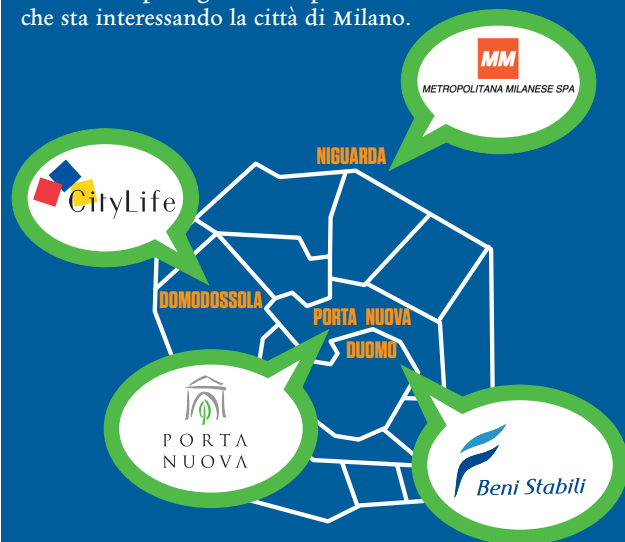 che sta interessando la città di Milano.
MM
METROPOLITANA MILANESE SPA
NIGUARDA
CityLife
DOMODOSSOLA
PORTA NUOVA
DUOMO
PORTA
NUOVA
Beni Stabili